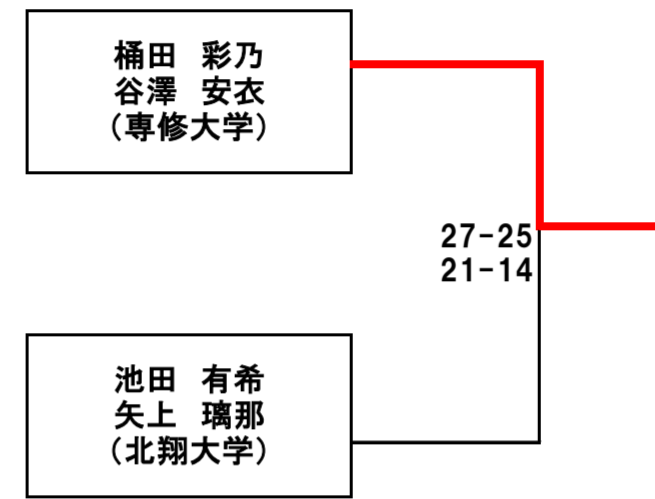 桶田　彩乃
谷澤　安衣
(専修大学)
27-25
21-14
池田　有希
矢上　璃那
(北翔大学)